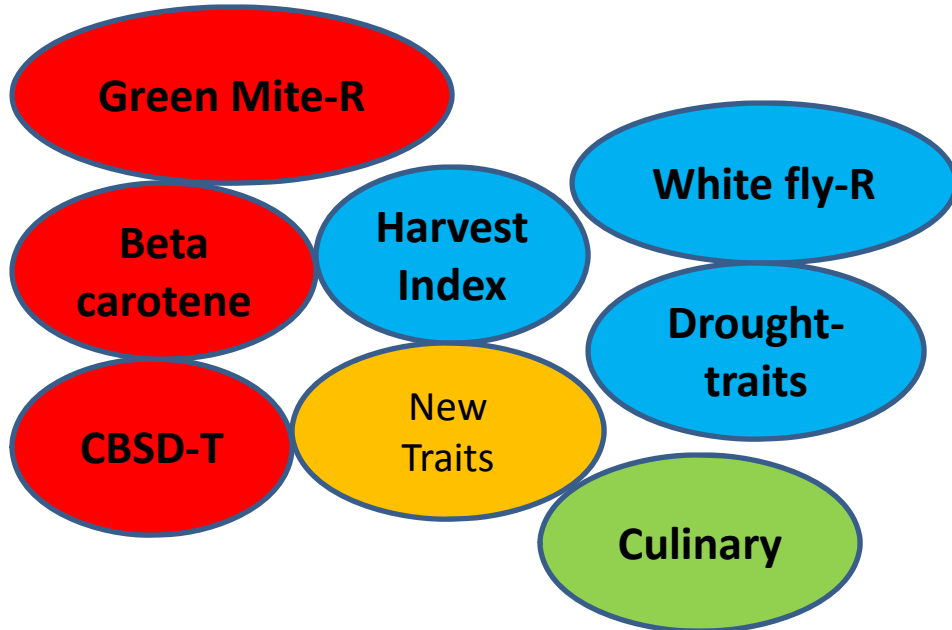 Green Mite-R
Beta
carotene
CBSD-T
Harvest
Index
New
Traits
White fly-R
Drought-
traits
Culinary